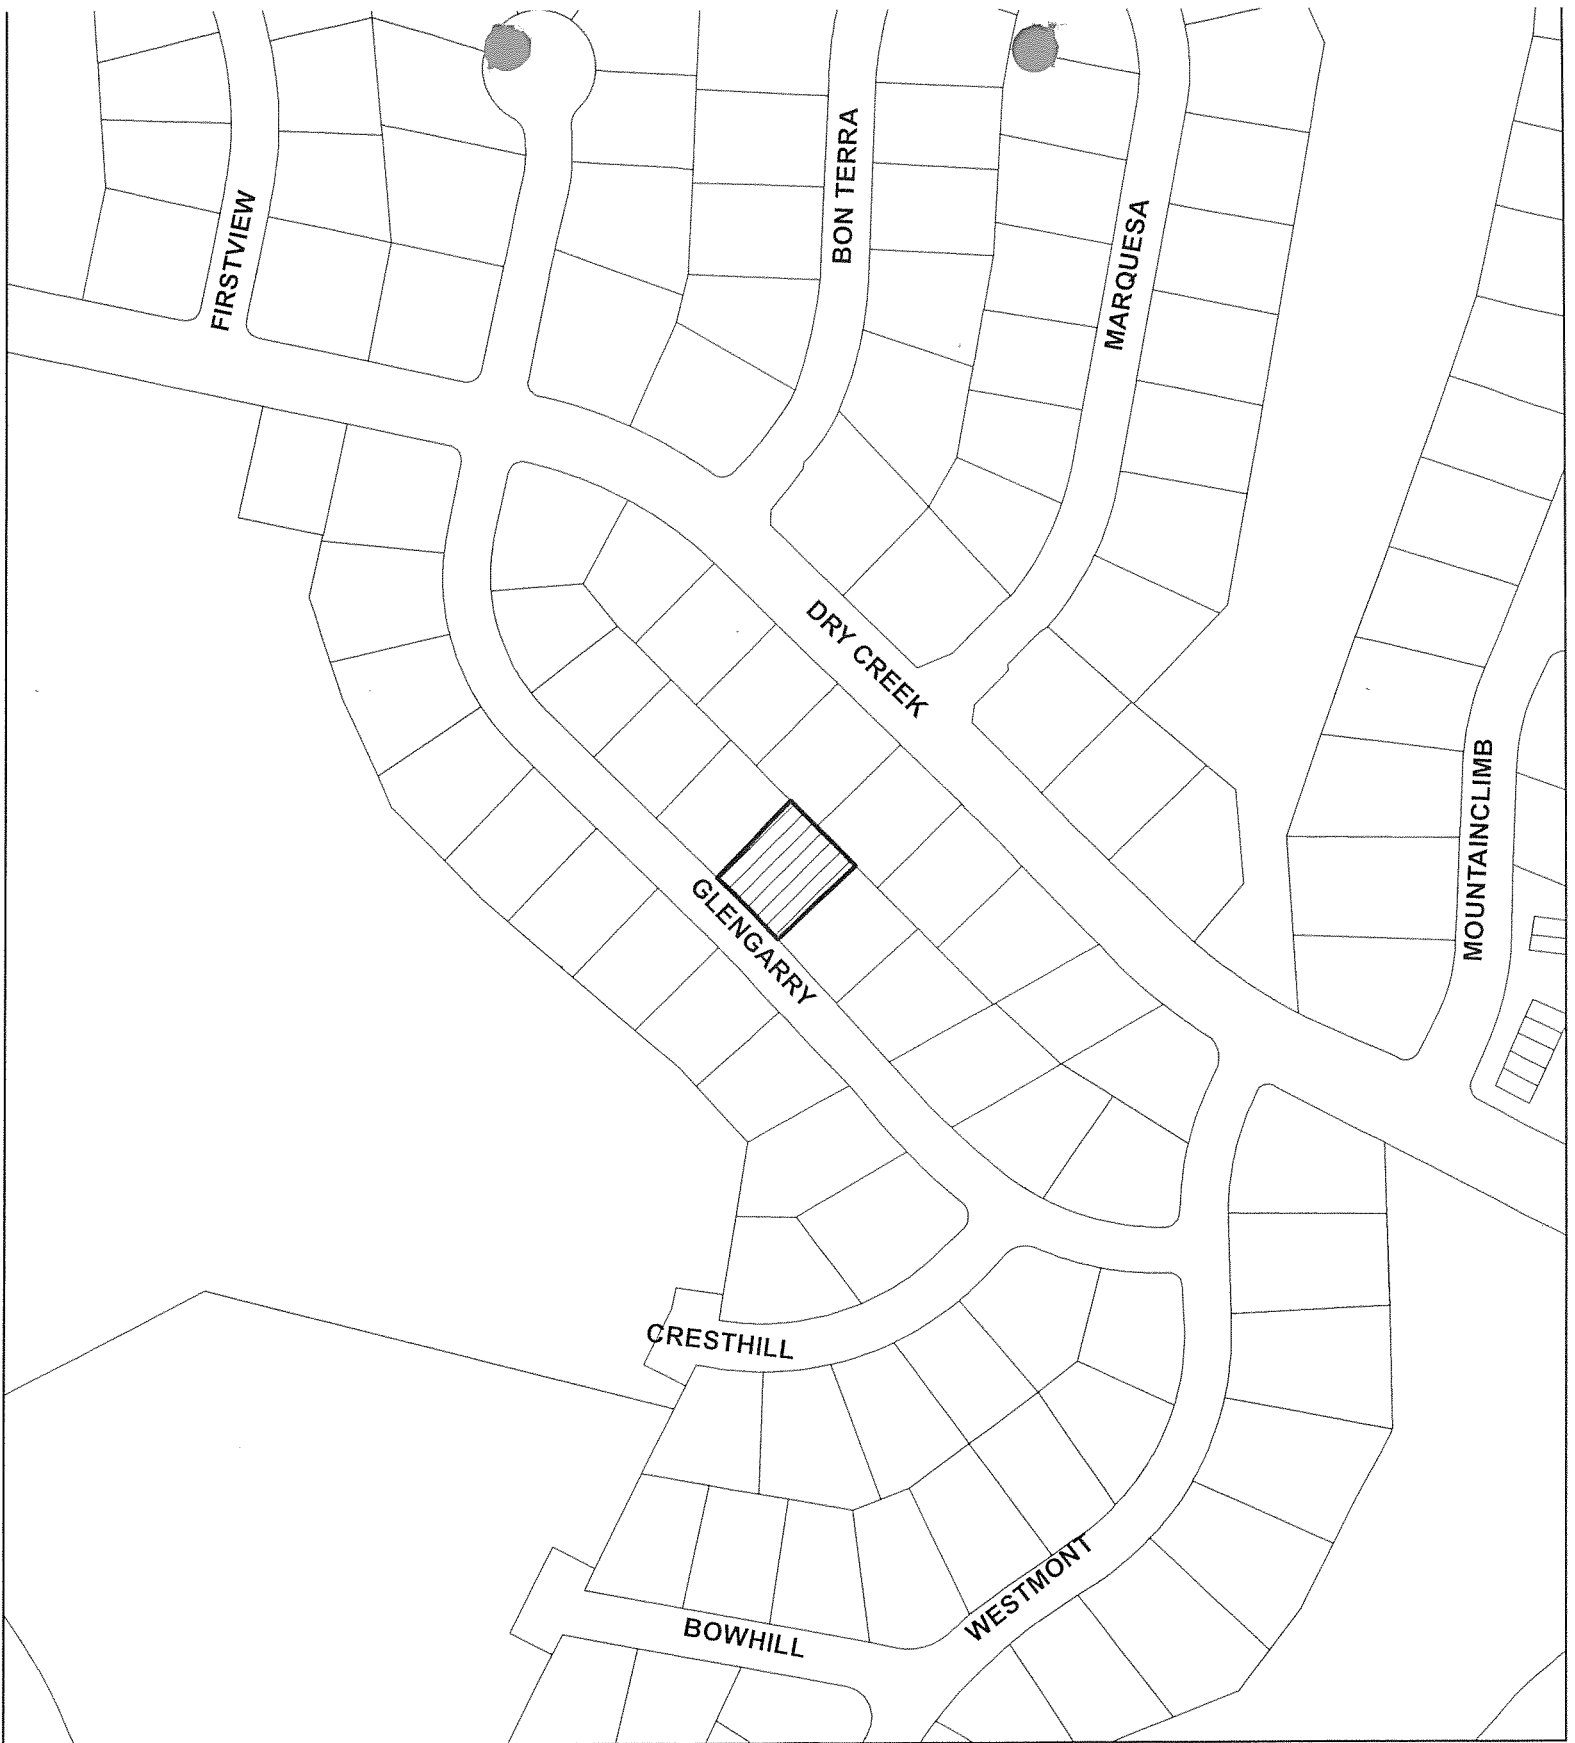 BON TERRA
FIRSTVIEW
MARQUESA
DRY CREEK
MOUNTAINCLIMB
GLENGARRY
CRESTHILL
WESTMONT
BOWHILL